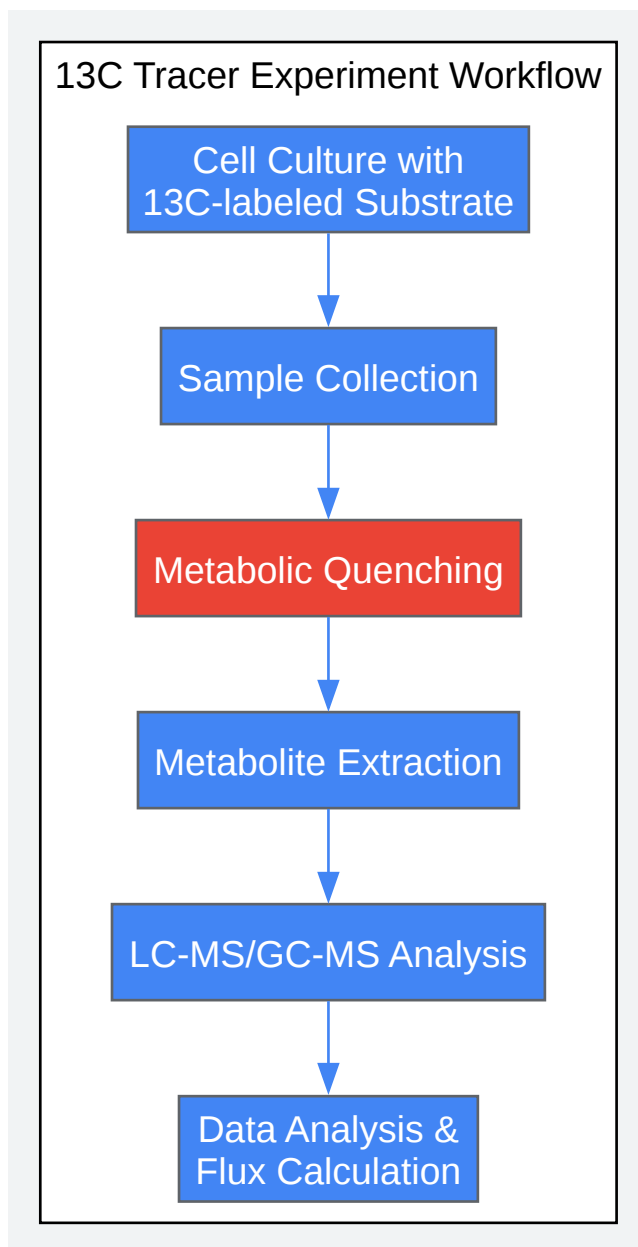 13C Tracer Experiment Workflow
Cell Culture with
13C-labeled Substrate
Sample Collection
Metabolic Quenching
Metabolite Extraction
LC-MS/GC-MS Analysis
Data Analysis &
Flux Calculation